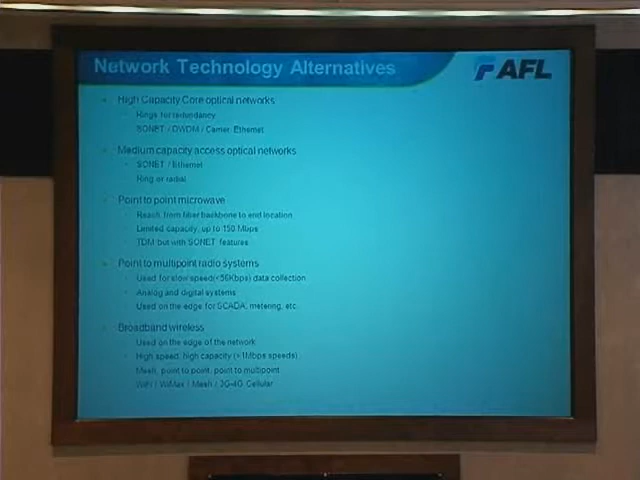 Network Technology Alternatives
AFL
High Capacity Core optical networks
Rings for redundancy
SONET / DWDM / Carrier Ethernet
Medium capacity access optical networks
SONET / Ethernet
Ring or radial
Point to point microwave
Reach from fiber backbone to end location
Limited capacity, up to 150 Mbps
TDM but with SONET features
Point to multipoint radio systems
Used for slow speed(<56Kbps) data collection
Analog and digital systems
Used on the edge for SCADA, metering, etc.
Broadband wireless
Used on the edge of the network
High speed, high capacity (>1Mbps speeds)
Mesh, point to point, point to multipoint
WiFi / WiMax / Mesh / 3G-4G Cellular